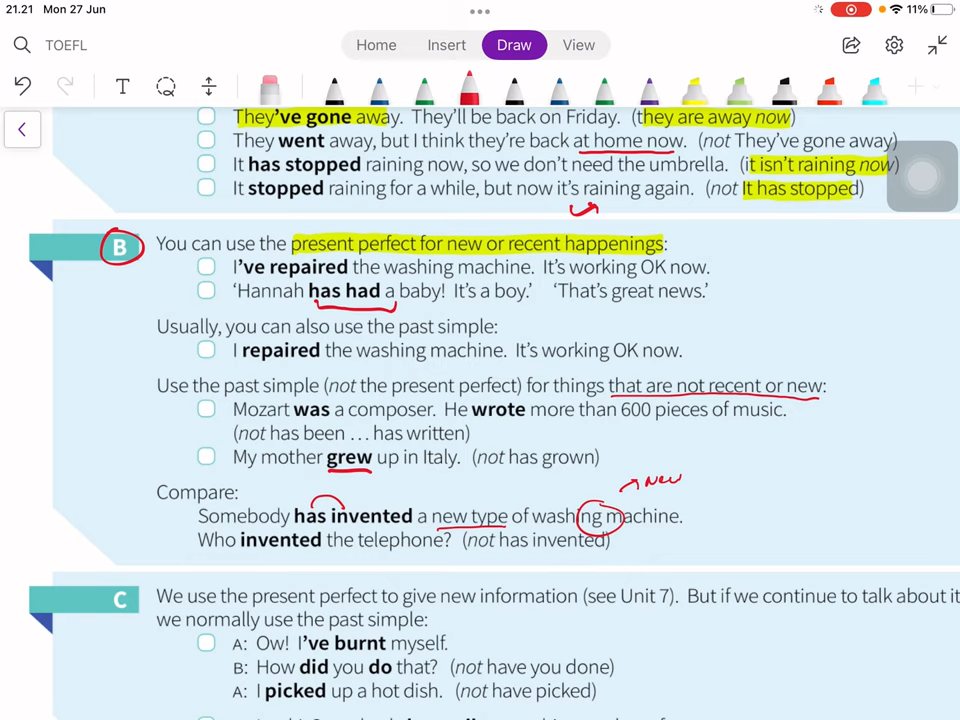 21.21 Mon 27 Jun
11%
TOEFL
Home Insert Draw View
They've gone away. They'll be back on Friday. (they are away now)
They went away, but I think they're back at home now. (not They've gone away)
It has stopped raining now, so we don't need the umbrella. (it isn't raining now)
It stopped raining for a while, but now it's raining again. (not It has stopped)
B
You can use the present perfect for new or recent happenings:
I've repaired the washing machine. It's working OK now.
'Hannah has had a baby! It's a boy.' 'That's great news.'
Usually, you can also use the past simple:
I repaired the washing machine. It's working OK now.
Use the past simple (not the present perfect) for things that are not recent or new:
Mozart was a composer. He wrote more than 600 pieces of music.
(not has been … has written)
My mother grew up in Italy. (not has grown)
New
Compare:
Somebody has invented a new type of washing machine.
Who invented the telephone? (not has invented)
C
We use the present perfect to give new information (see Unit 7). But if we continue to talk about it
we normally use the past simple:
A: Ow! I've burnt myself.
B: How did you do that? (not have you done)
A: I picked up a hot dish. (not have picked)